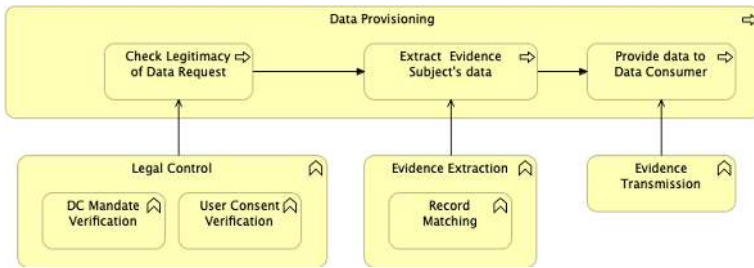 Data Provisioning
Check Legitimacy
of Data Request
Extract Evidence
Subject's data
Provide data to
Data Consumer
Legal Control
DC Mandate
Verification
User Consent
Verification
Evidence Extraction
Record
Matching
Evidence
Transmission